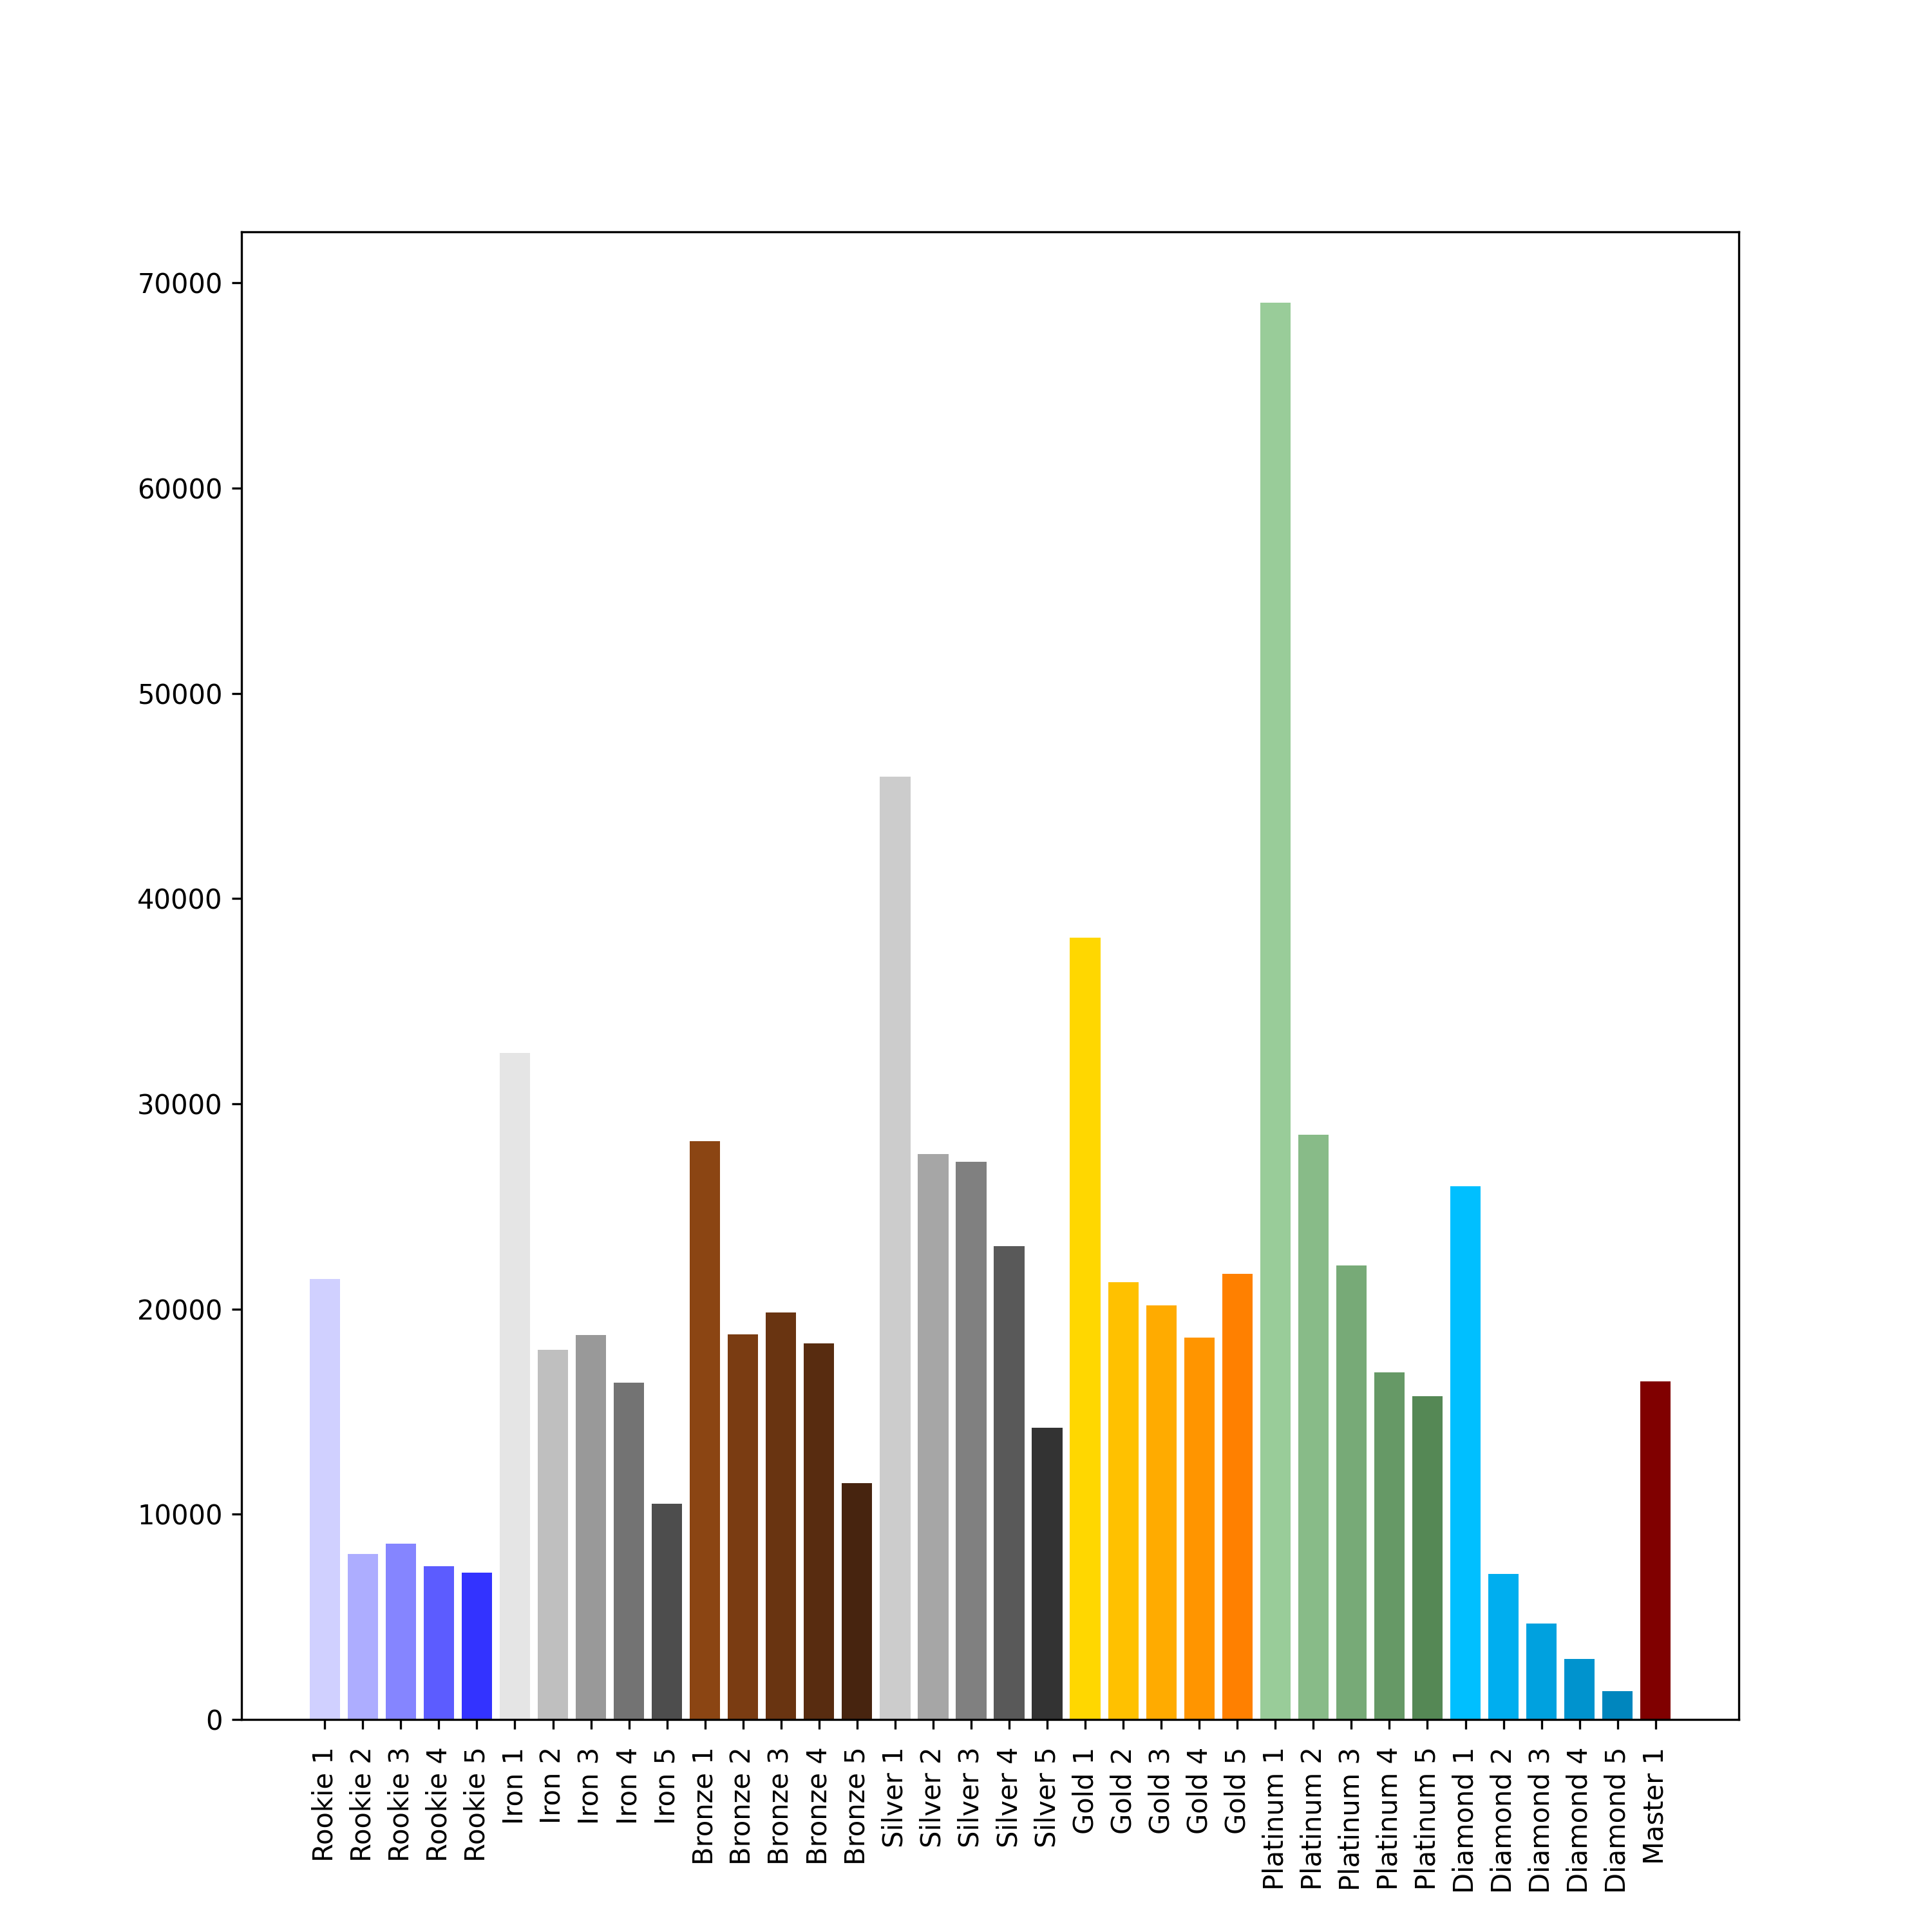 70000
60000
50000
40000
30000
20000
10000
0
Rookie 1
Rookie 2
Rookie 3
Rookie 4
Rookie 5
Iron 1
Iron 2
Iron 3
Iron 4
Iron 5
Bronze 1
Bronze 2
Bronze 3
Bronze 4
Bronze 5
Silver 1
Silver 2
Silver 3
Silver 4
Silver 5
Gold 1
Gold 2
Gold 3
Gold 4
Gold 5
Platinum 1
Platinum 2
Platinum 3
Platinum 4
Platinum 5
Diamond 1
Diamond 2
Diamond 3
Diamond 4
Diamond 5
Master 1